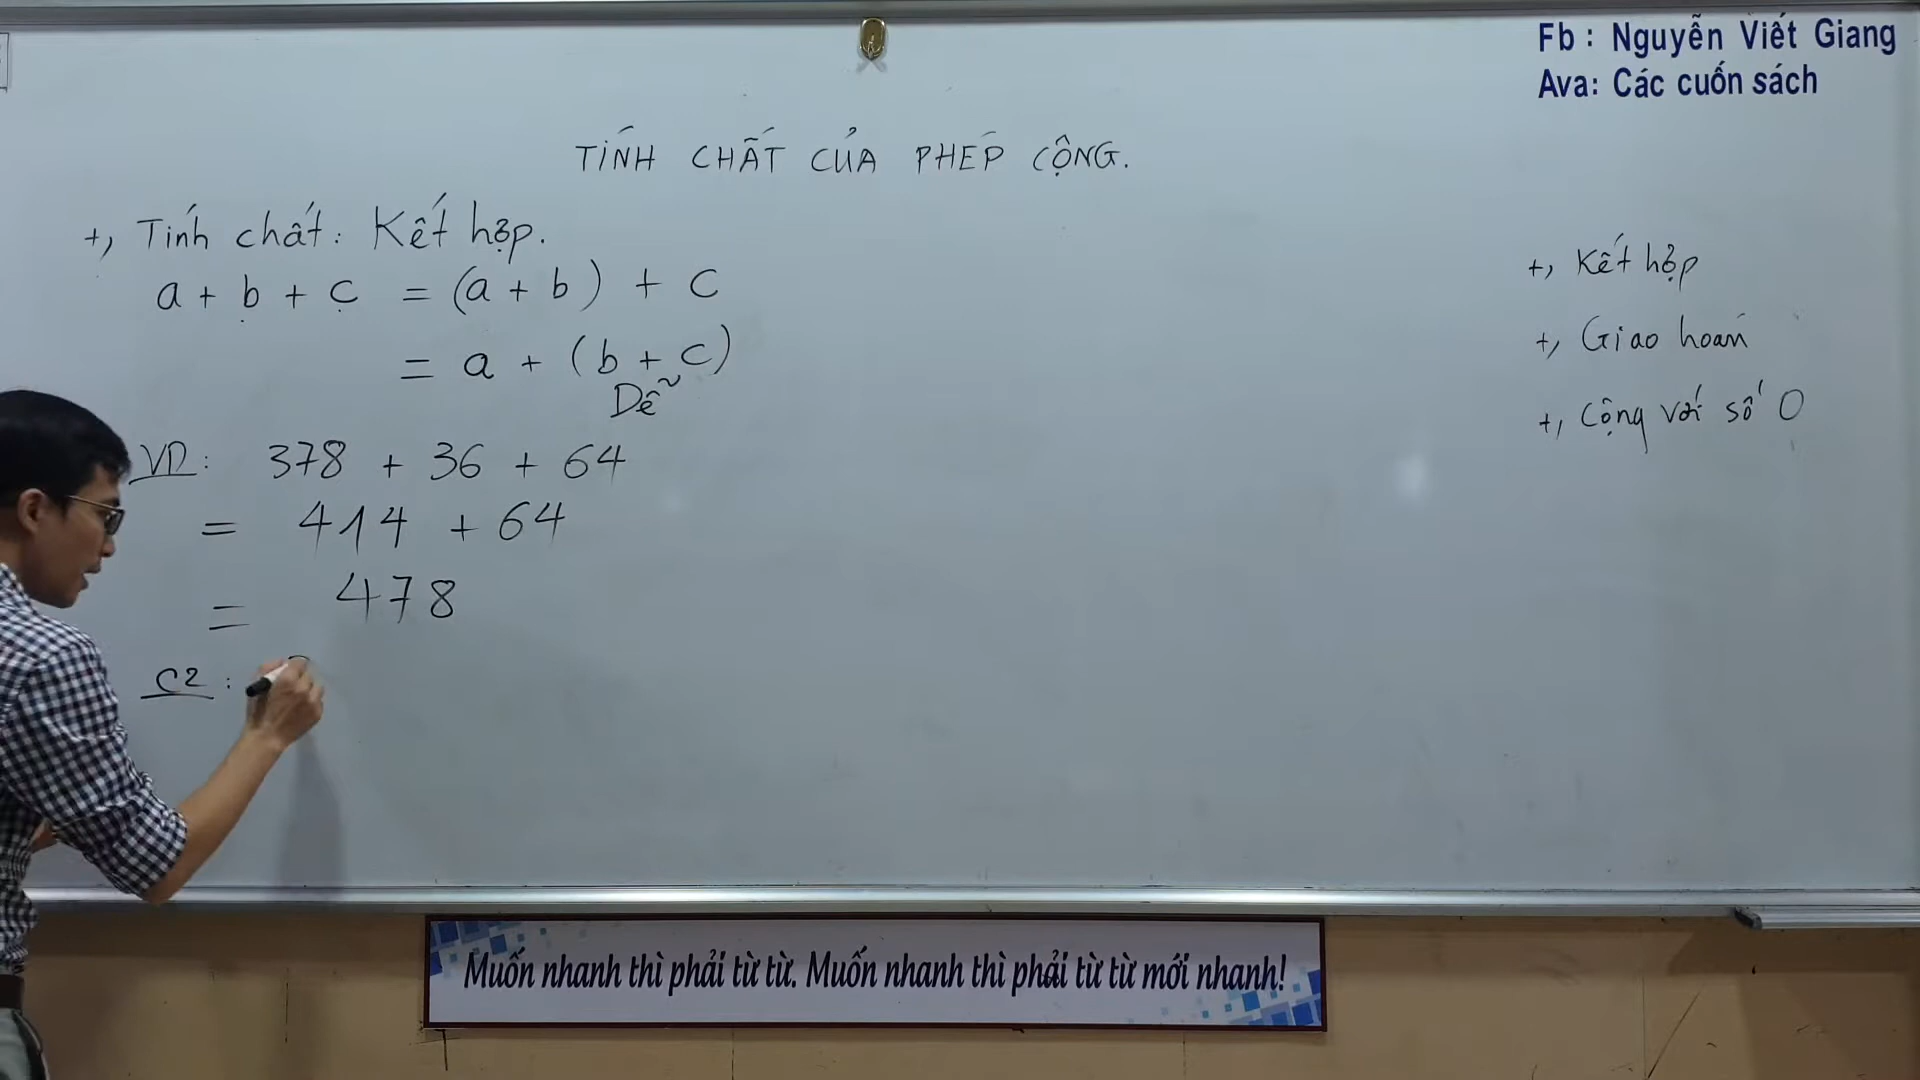 Fb : Nguyễn Viết Giang
Ava: Các cuốn sách
TÍNH CHẤT CỦA PHÉP CỘNG.
+, Tính chất: Kết hợp.
a + b + c = (a + b) + c
= a + (b + c)
Dễ
VD: 378 + 36 + 64
= 414 + 64
= 478
C2 :
+, Kết hợp
+, Giao hoán
+, Cộng với số 0
Muốn nhanh thì phải từ từ. Muốn nhanh thì phải từ từ mới nhanh!